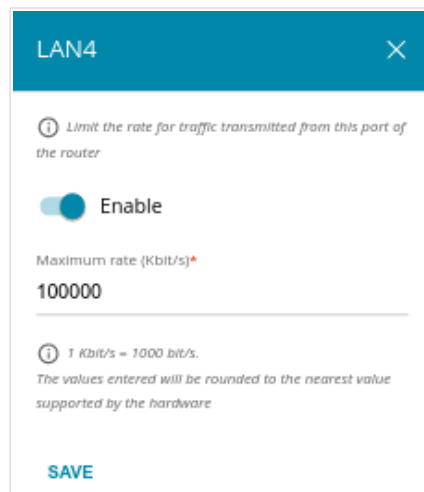 LAN4
Limit the rate for traffic transmitted from this port of
the router
Enable
Maximum rate (Kbit/s)*
100000
1 Kbit/s = 1000 bit/s.
The values entered will be rounded to the nearest value
supported by the hardware
SAVE